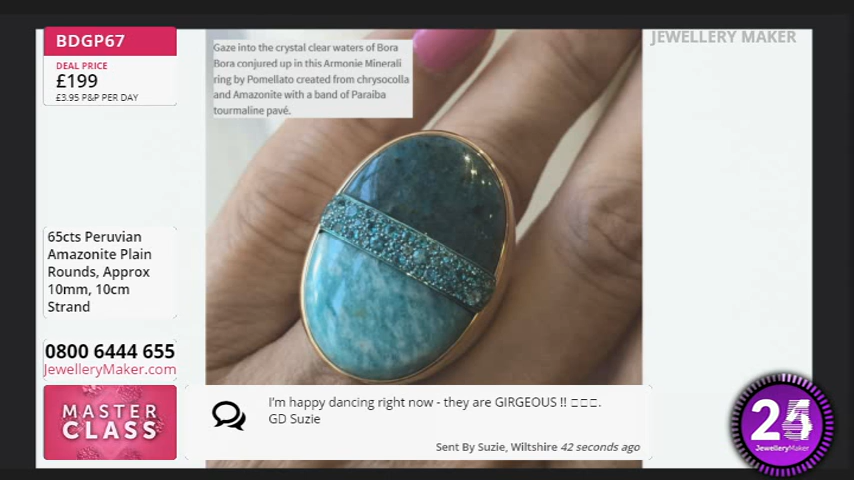 BDGP67
DEAL PRICE
£199
£3.95 P&P PER DAY
Gaze into the crystal clear waters of Bora
Bora conjured up in this Armonie Minerali
ring by Pomellato created from chrysocolla
and Amazonite with a band of Paraiba
tourmaline pavé.
JEWELLERY MAKER
65cts Peruvian
Amazonite Plain
Rounds, Approx
10mm, 10cm
Strand
0800 6444 655
JewelleryMaker.com
MASTER
CLASS
I'm happy dancing right now - they are GIRGEOUS !! □□□.
GD Suzie
Sent By Suzie, Wiltshire 42 seconds ago
JewelleryMaker